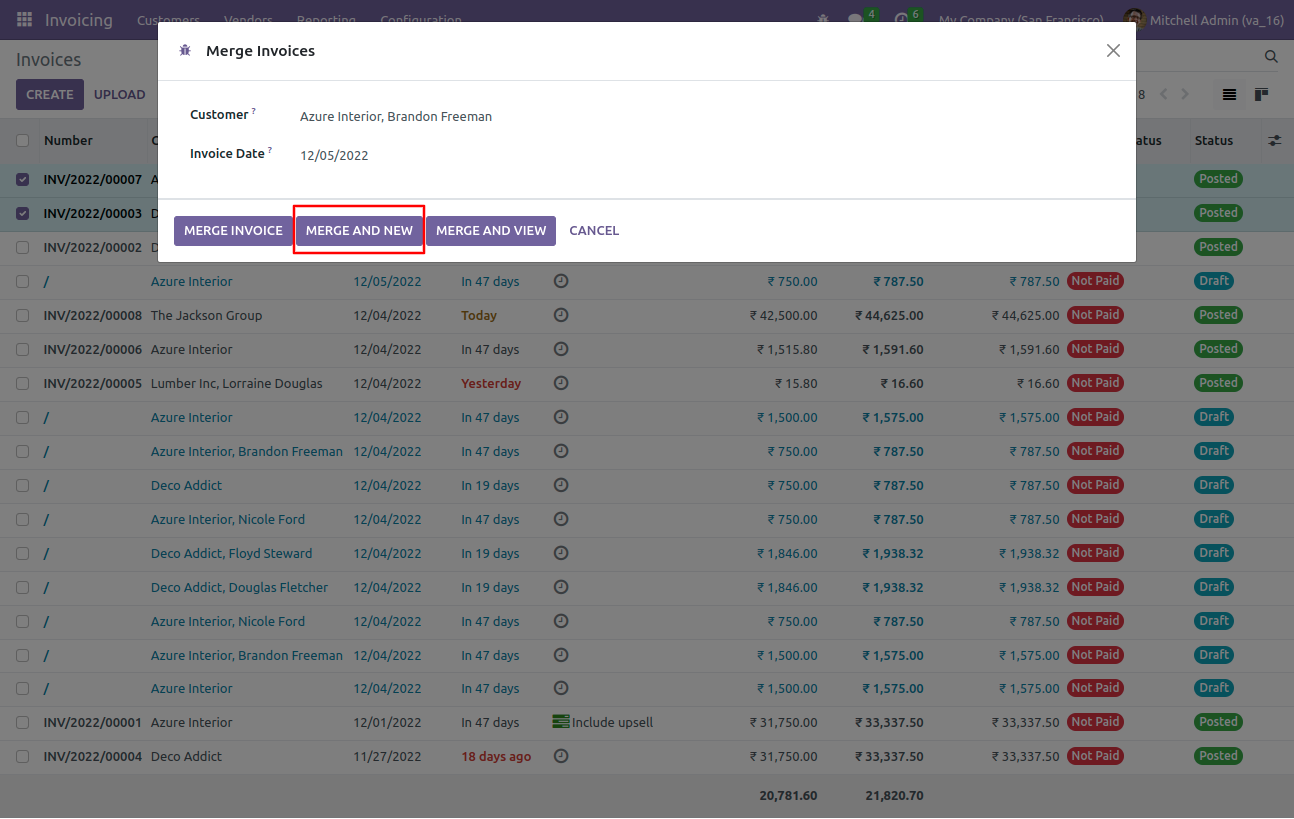 Invoicing Customers Vendors Reporting Configuration 4 6 My Company (San Francisco) Mitchell Admin (va_16)
Invoices
Merge Invoices
CREATE UPLOAD
8
Customer ? Azure Interior, Brandon Freeman
Invoice Date ? 12/05/2022
Number Status
INV/2022/00007 Posted
INV/2022/00003 Posted
MERGE INVOICE MERGE AND NEW MERGE AND VIEW CANCEL
INV/2022/00002 Posted
/ Azure Interior 12/05/2022 In 47 days ₹ 750.00 ₹ 787.50 ₹ 787.50 Not Paid Draft
INV/2022/00008 The Jackson Group 12/04/2022 Today ₹ 42,500.00 ₹ 44,625.00 ₹ 44,625.00 Not Paid Posted
INV/2022/00006 Azure Interior 12/04/2022 In 47 days ₹ 1,515.80 ₹ 1,591.60 ₹ 1,591.60 Not Paid Posted
INV/2022/00005 Lumber Inc, Lorraine Douglas 12/04/2022 Yesterday ₹ 15.80 ₹ 16.60 ₹ 16.60 Not Paid Posted
/ Azure Interior 12/04/2022 In 47 days ₹ 1,500.00 ₹ 1,575.00 ₹ 1,575.00 Not Paid Draft
/ Azure Interior, Brandon Freeman 12/04/2022 In 47 days ₹ 750.00 ₹ 787.50 ₹ 787.50 Not Paid Draft
/ Deco Addict 12/04/2022 In 19 days ₹ 750.00 ₹ 787.50 ₹ 787.50 Not Paid Draft
/ Azure Interior, Nicole Ford 12/04/2022 In 47 days ₹ 750.00 ₹ 787.50 ₹ 787.50 Not Paid Draft
/ Deco Addict, Floyd Steward 12/04/2022 In 19 days ₹ 1,846.00 ₹ 1,938.32 ₹ 1,938.32 Not Paid Draft
/ Deco Addict, Douglas Fletcher 12/04/2022 In 19 days ₹ 1,846.00 ₹ 1,938.32 ₹ 1,938.32 Not Paid Draft
/ Azure Interior, Nicole Ford 12/04/2022 In 47 days ₹ 750.00 ₹ 787.50 ₹ 787.50 Not Paid Draft
/ Azure Interior, Brandon Freeman 12/04/2022 In 47 days ₹ 1,500.00 ₹ 1,575.00 ₹ 1,575.00 Not Paid Draft
/ Azure Interior 12/04/2022 In 47 days ₹ 1,500.00 ₹ 1,575.00 ₹ 1,575.00 Not Paid Draft
INV/2022/00001 Azure Interior 12/01/2022 In 47 days Include upsell ₹ 31,750.00 ₹ 33,337.50 ₹ 33,337.50 Not Paid Posted
INV/2022/00004 Deco Addict 11/27/2022 18 days ago ₹ 31,750.00 ₹ 33,337.50 ₹ 33,337.50 Not Paid Posted
20,781.60 21,820.70